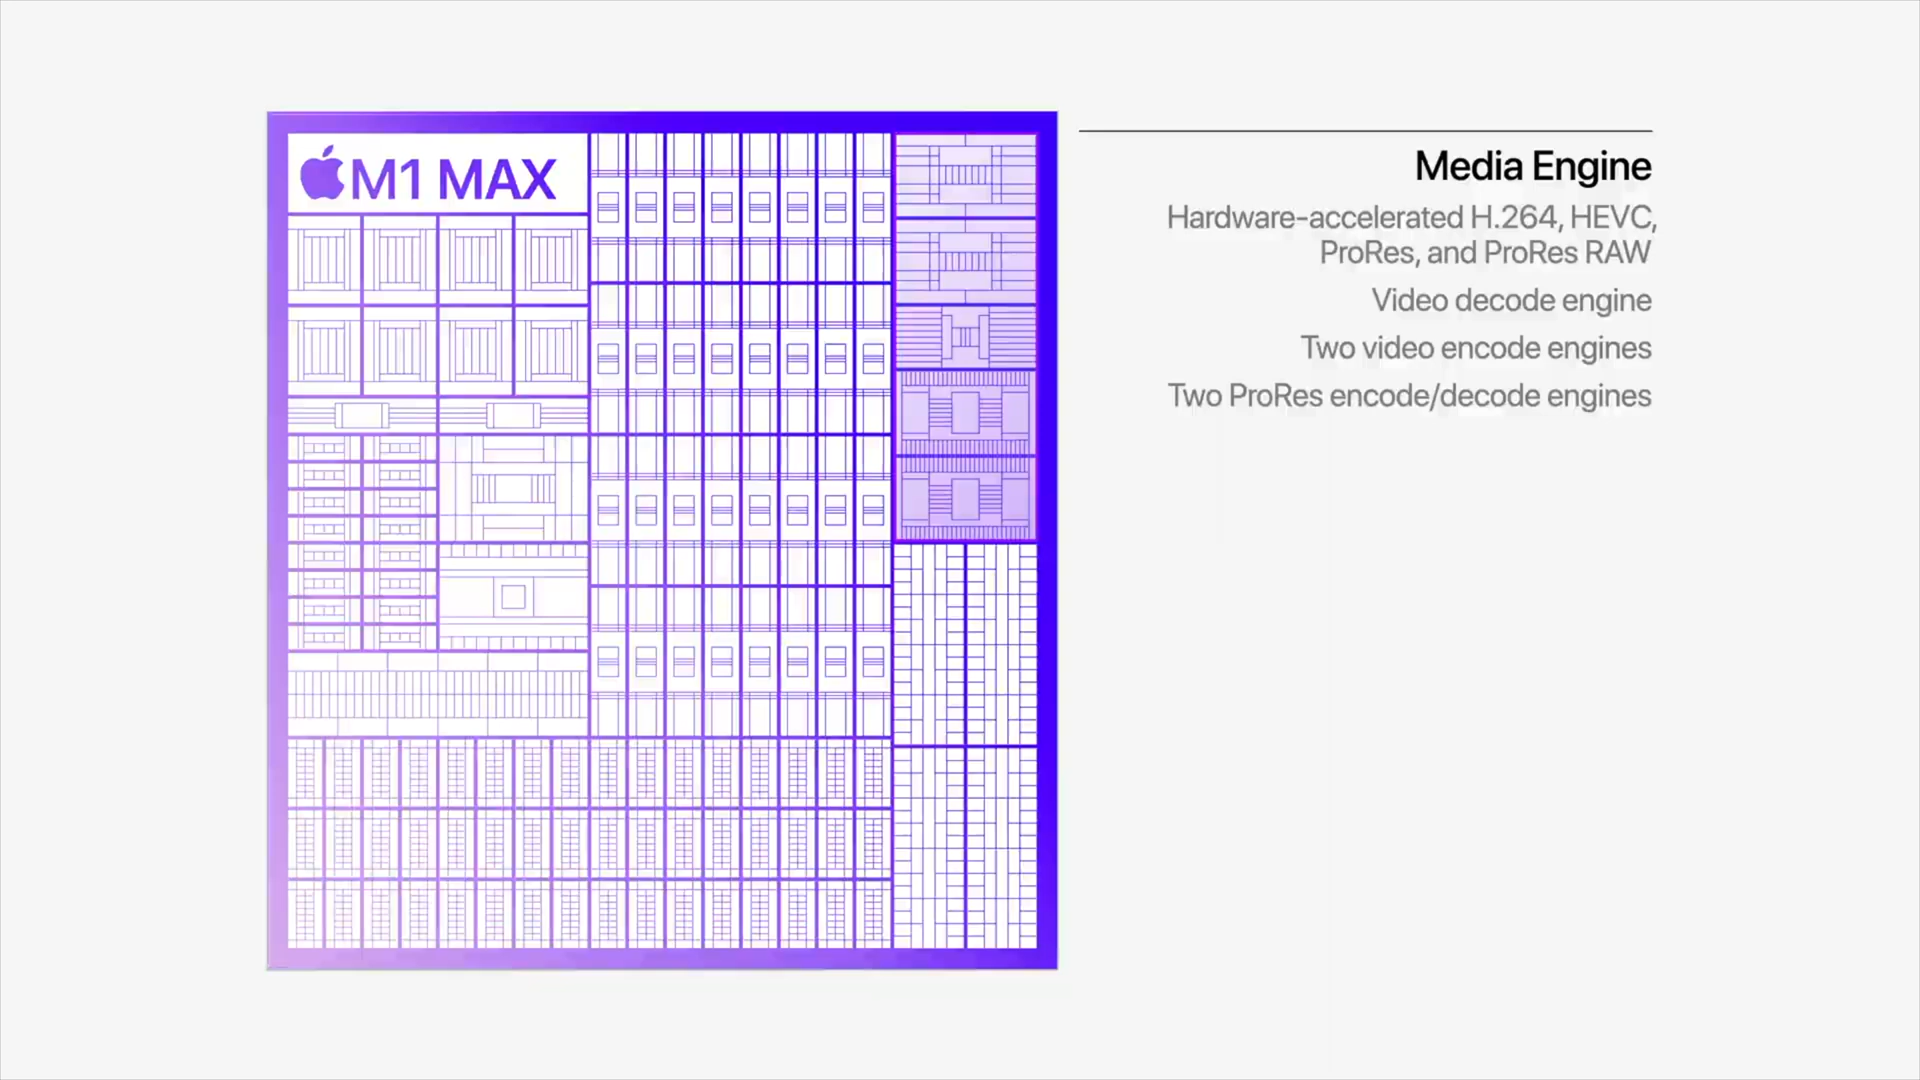 M1 MAX
Media Engine
Hardware-accelerated H.264, HEVC,
ProRes, and ProRes RAW
Video decode engine
Two video encode engines
Two ProRes encode/decode engines